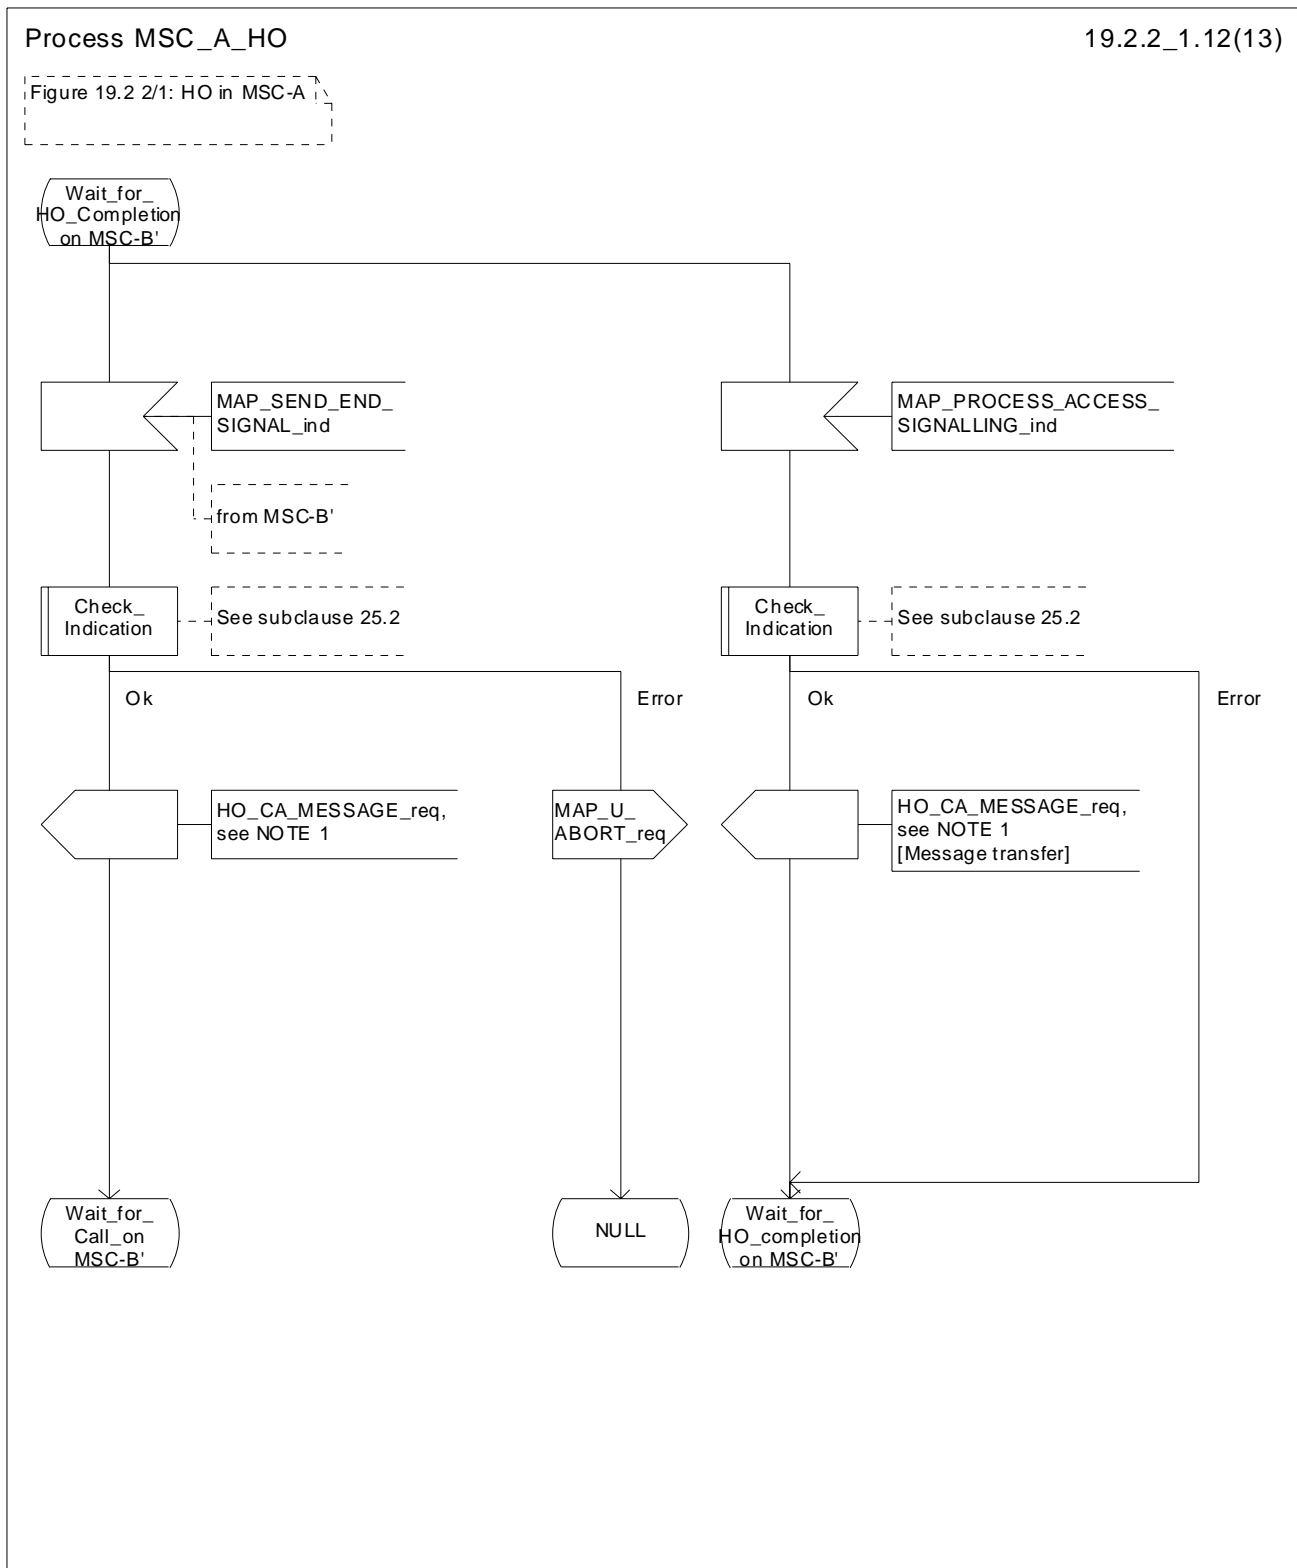 Process MSC_A_HO
19.2.2_1.12(13)
Figure 19.2 2/1: HO in MSC-A
Wait_for_
HO_Completion
on MSC-B'
MAP_SEND_END_
SIGNAL_ind
MAP_PROCESS_ACCESS_
SIGNALLING_ind
from MSC-B'
Check_
Indication
See subclause 25.2
Check_
Indication
See subclause 25.2
Ok
Error
Ok
Error
HO_CA_MESSAGE_req,
see NOTE 1
MAP_U_
ABORT_req
HO_CA_MESSAGE_req,
see NOTE 1
[Message transfer]
Wait_for_
Call_on
MSC-B'
NULL
Wait_for_
HO_completion
on MSC-B'